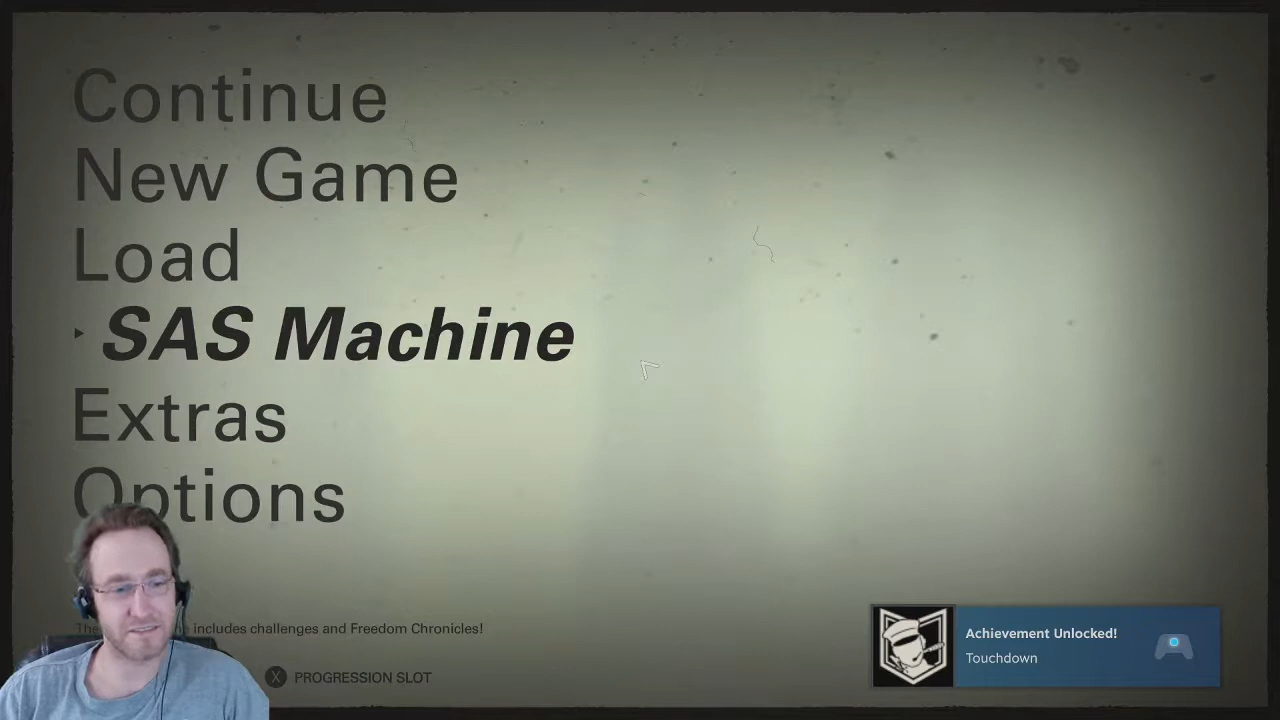 Continue
New Game
Load
SAS Machine
Extras
Options
includes challenges and Freedom Chronicles!
X PROGRESSION SLOT
Achievement Unlocked!
Touchdown